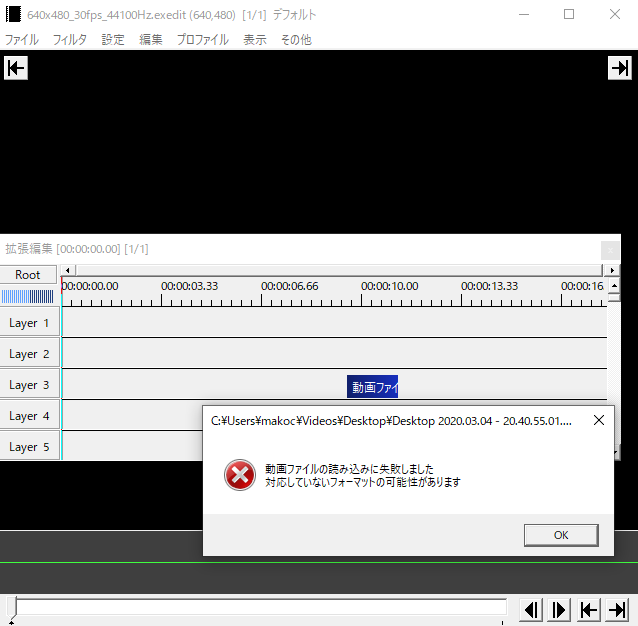 640x480_30fps_44100Hz.exedit (640,480) [1/1] デフォルト
ファイル フィルタ 設定 編集 プロファイル 表示 その他
拡張編集 [00:00:00.00] [1/1]
Root
00:00:00.00 00:00:03.33 00:00:06.66 00:00:10.00 00:00:13.33 00:00:16.
Layer 1
Layer 2
Layer 3
動画ファイ
Layer 4
Layer 5
C:¥Users¥makoc¥Videos¥Desktop¥Desktop 2020.03.04 - 20.40.55.01....
動画ファイルの読み込みに失敗しました
対応していないフォーマットの可能性があります
OK